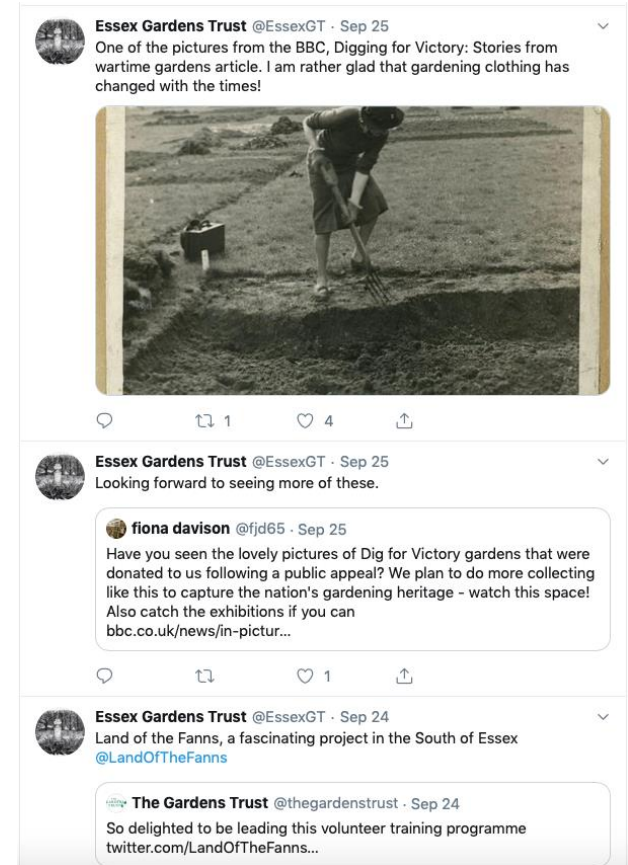 Essex Gardens Trust @EssexGT · Sep 25
One of the pictures from the BBC, Digging for Victory: Stories from
wartime gardens article. I am rather glad that gardening clothing has
changed with the times!
1 4
Essex Gardens Trust @EssexGT · Sep 25
Looking forward to seeing more of these.
fiona davison @fjd65 · Sep 25
Have you seen the lovely pictures of Dig for Victory gardens that were
donated to us following a public appeal? We plan to do more collecting
like this to capture the nation's gardening heritage - watch this space!
Also catch the exhibitions if you can
bbc.co.uk/news/in-pictur...
1
Essex Gardens Trust @EssexGT · Sep 24
Land of the Fanns, a fascinating project in the South of Essex
@LandOfTheFanns
The Gardens Trust @thegardenstrust · Sep 24
So delighted to be leading this volunteer training programme
twitter.com/LandOfTheFanns...